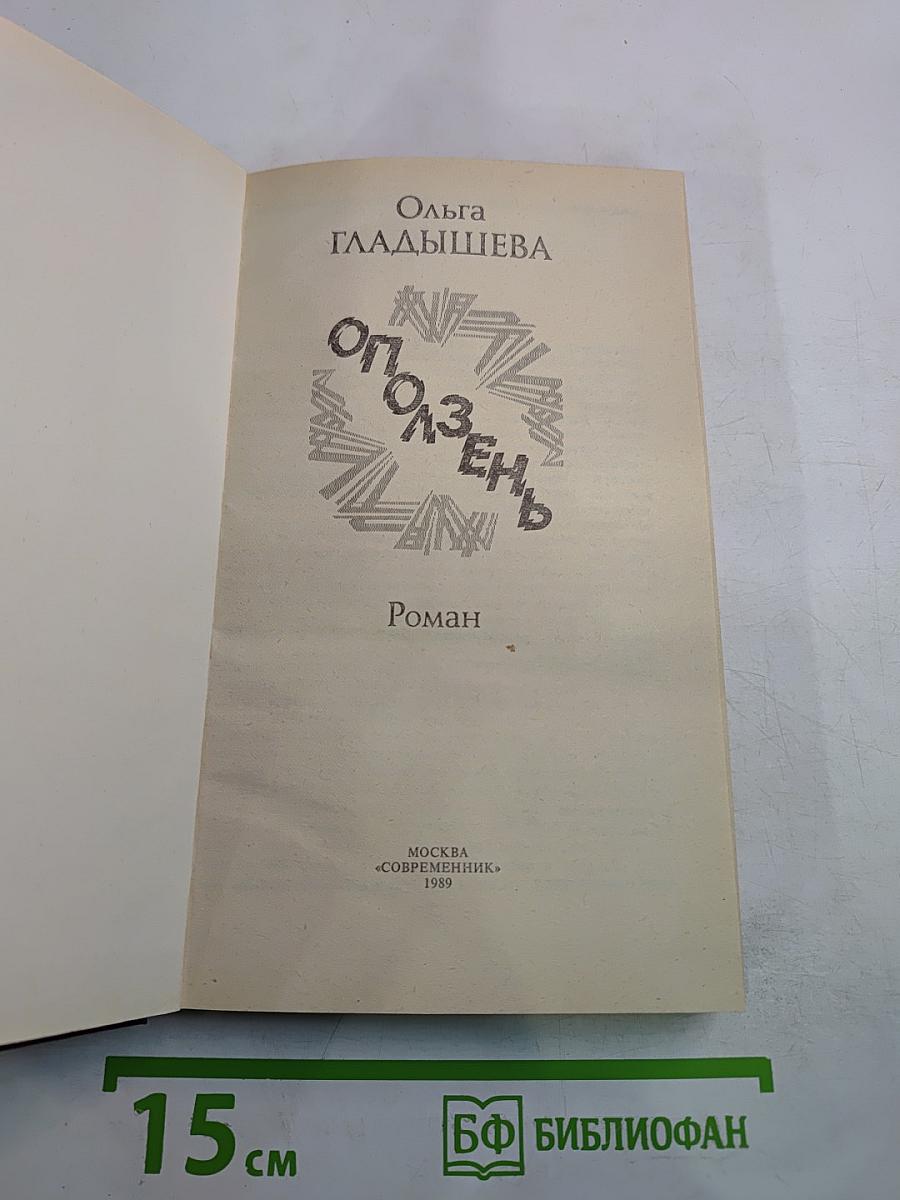 Ольга
ГЛАДЫШЕВА
ОПОЛЗЕНЬ
Роман
МОСКВА
«СОВРЕМЕННИК»
1989
15 см
БФ БИБЛИОФАН